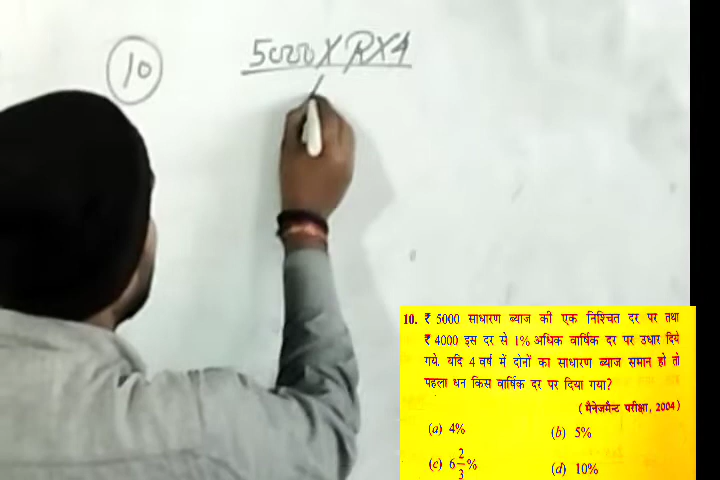 10
5000 X R X 4
10. ₹ 5000 साधारण ब्याज की एक निश्चित दर पर तथा
₹ 4000 इस दर से 1% अधिक वार्षिक दर पर उधार दिये
गये. यदि 4 वर्ष में दोनों का साधारण ब्याज समान हो तो
पहला धन किस वार्षिक दर पर दिया गया?
(मैनेजमैन्ट परीक्षा, 2004)
(a) 4% (b) 5%
(c) 6 2/3 % (d) 10%